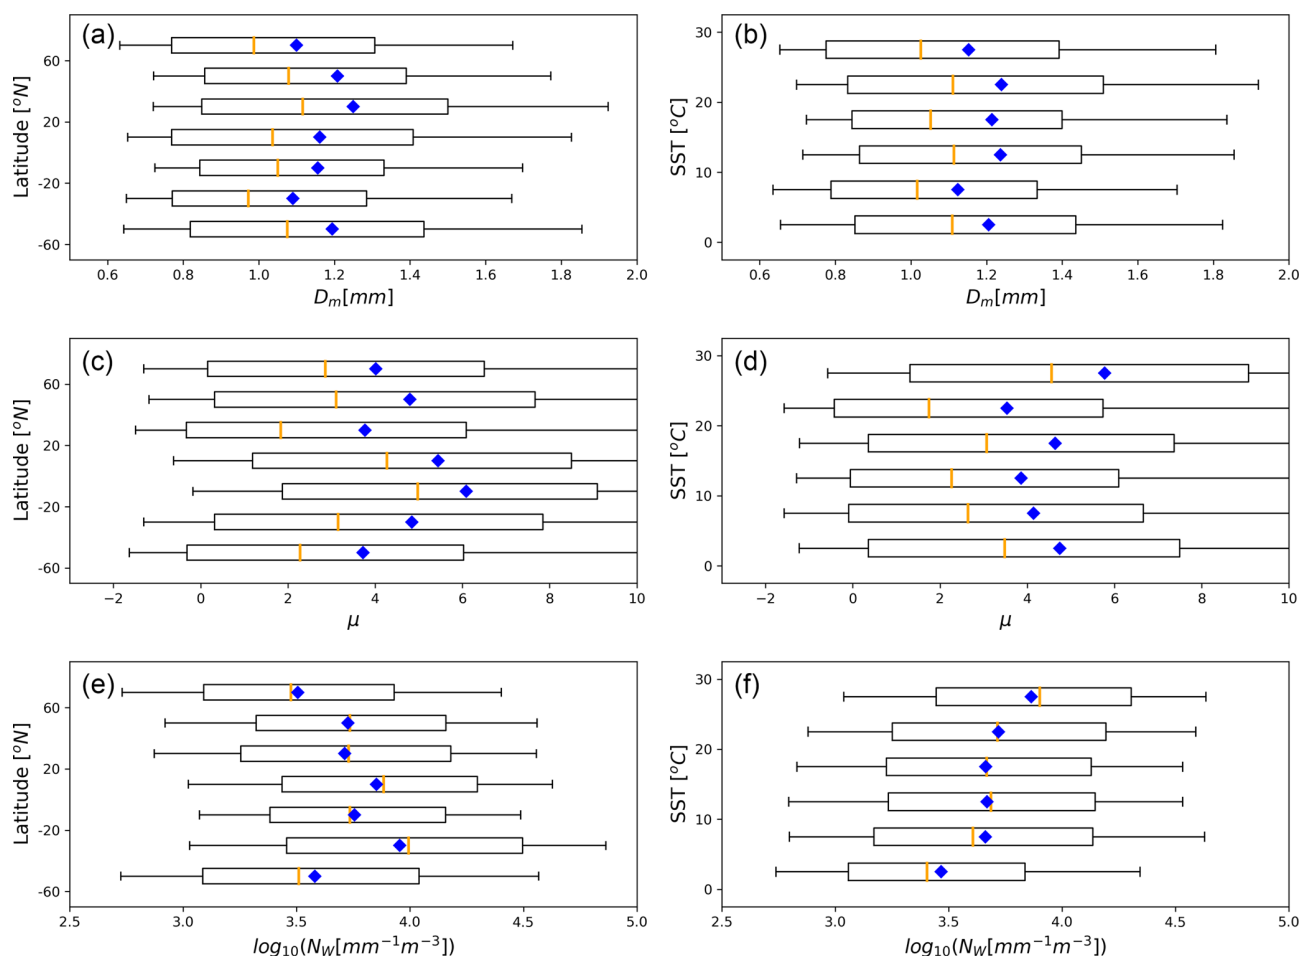 (a)
Latitude [°N]
60
20
-20
-60
0.6 0.8 1.0 1.2 1.4 1.6 1.8 2.0
D_m[mm]
(b)
SST [°C]
30
20
10
0
0.6 0.8 1.0 1.2 1.4 1.6 1.8 2.0
D_m[mm]
(c)
Latitude [°N]
60
20
-20
-60
−2 0 2 4 6 8 10
μ
(d)
SST [°C]
30
20
10
0
−2 0 2 4 6 8 10
μ
(e)
Latitude [°N]
60
20
-20
-60
2.5 3.0 3.5 4.0 4.5 5.0
log₁₀(N_W[mm⁻¹m⁻³])
(f)
SST [°C]
30
20
10
0
2.5 3.0 3.5 4.0 4.5 5.0
log₁₀(N_W[mm⁻¹m⁻³])